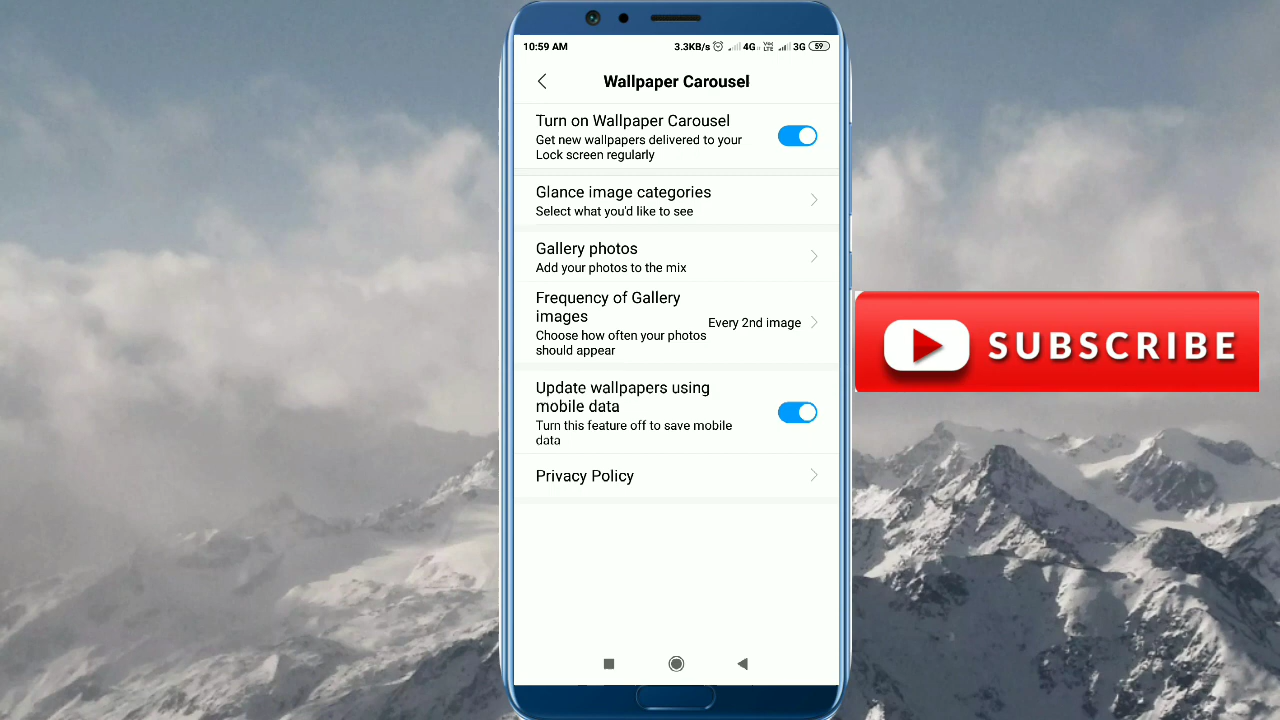 10:59 AM 3.3KB/s 4G Vo) LTE 3G 59
Wallpaper Carousel
Turn on Wallpaper Carousel
Get new wallpapers delivered to your
Lock screen regularly
Glance image categories
Select what you'd like to see
Gallery photos
Add your photos to the mix
Frequency of Gallery
images
Every 2nd image
Choose how often your photos
should appear
Update wallpapers using
mobile data
Turn this feature off to save mobile
data
Privacy Policy
SUBSCRIBE